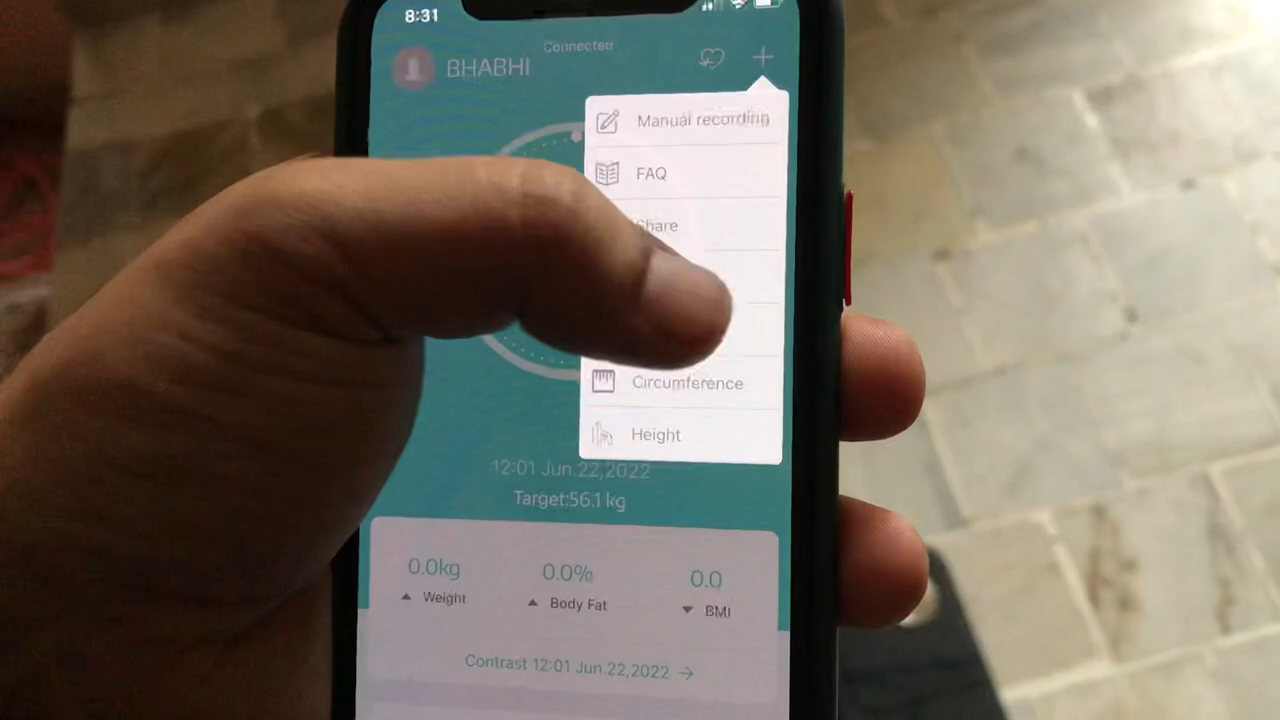 8:31
Connected
BHABHI
Manual recording
FAQ
Share
Circumference
Height
12:01 Jun.22,2022
Target:56.1 kg
0.0kg
0.0%
0.0
Weight
Body Fat
BMI
Contrast 12:01 Jun.22,2022